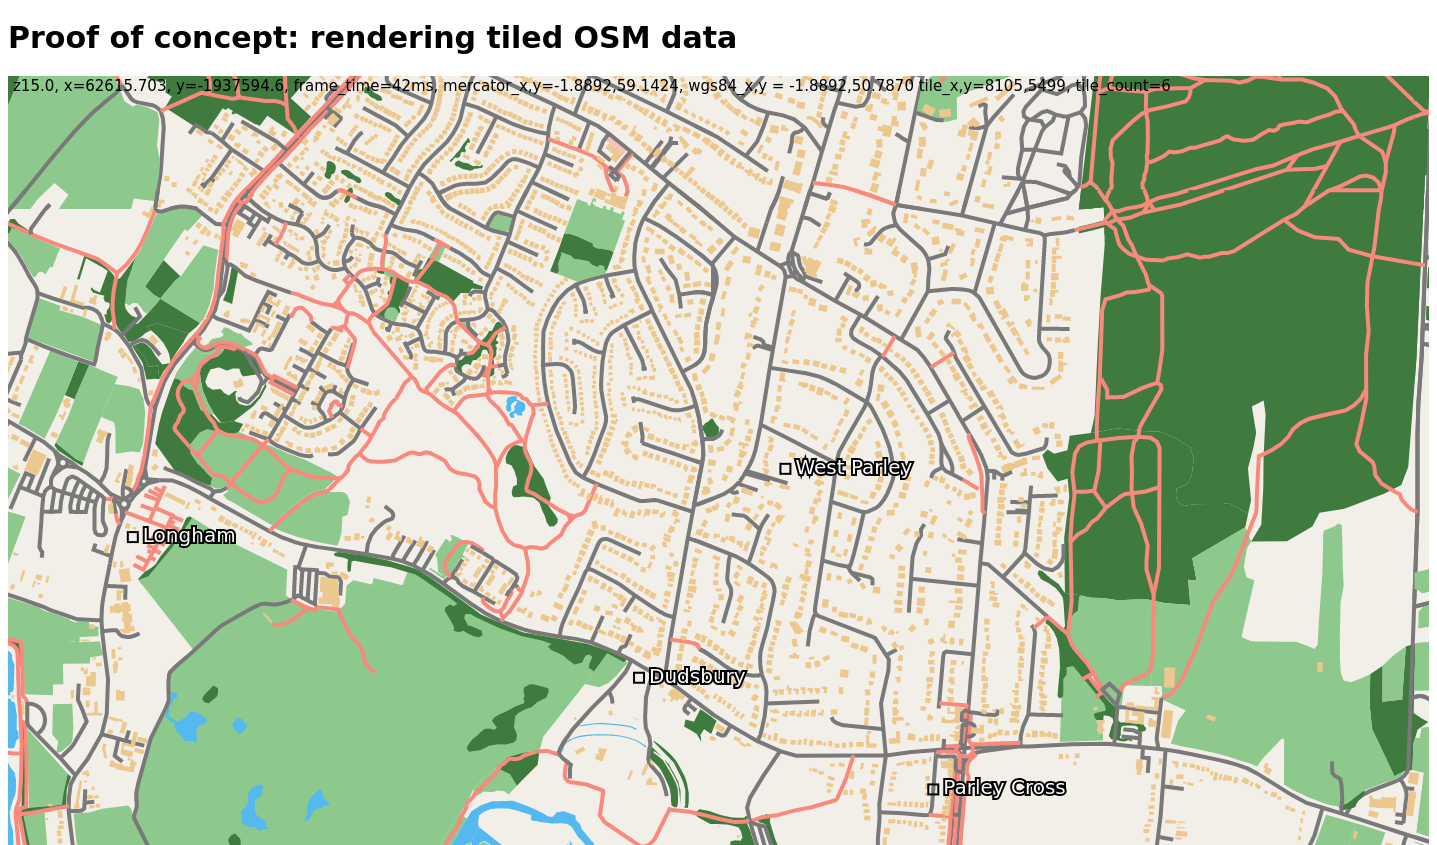 Proof of concept: rendering tiled OSM data
z15.0, x=62615.703, y=-1937594.6, frame_time=42ms, mercator_x,y=-1.8892,59.1424, wgs84_x,y = -1.8892,50.7870 tile_x,y=8105,5499, tile_count=6
West Parley
Longham
Dudsbury
Parley Cross